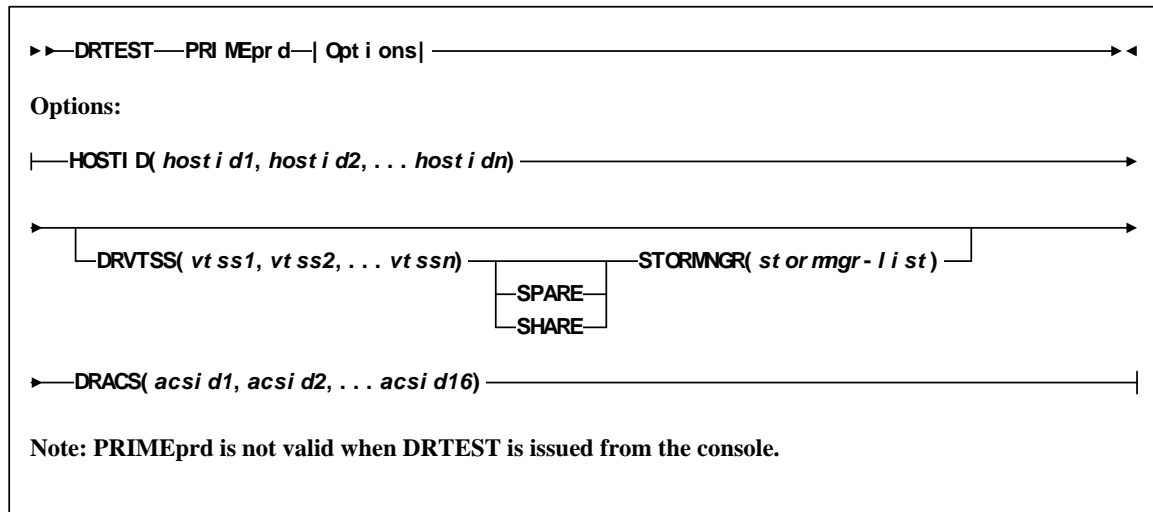 DRTEST PRIMEprd | Options|
Options:
HOSTID( hostid1, hostid2, . . . hostidn)
DRVTSS( vtss1, vtss2, . . . vtssn) STORMNGR( stormngr-list)
SPARE
SHARE
DRACS( acsid1, acsid2, . . . acsid16)
Note: PRIMEprd is not valid when DRTEST is issued from the console.